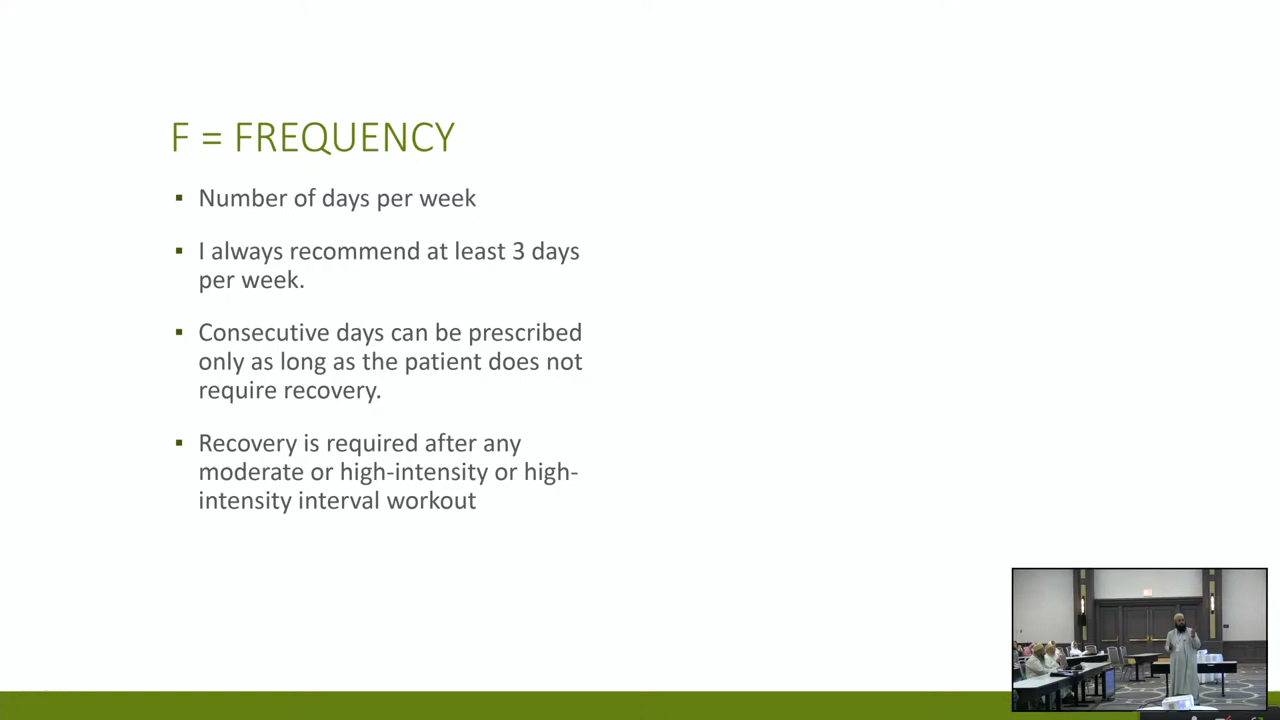 F = FREQUENCY
▪ Number of days per week
▪ I always recommend at least 3 days
per week.
▪ Consecutive days can be prescribed
only as long as the patient does not
require recovery.
▪ Recovery is required after any
moderate or high-intensity or high-
intensity interval workout